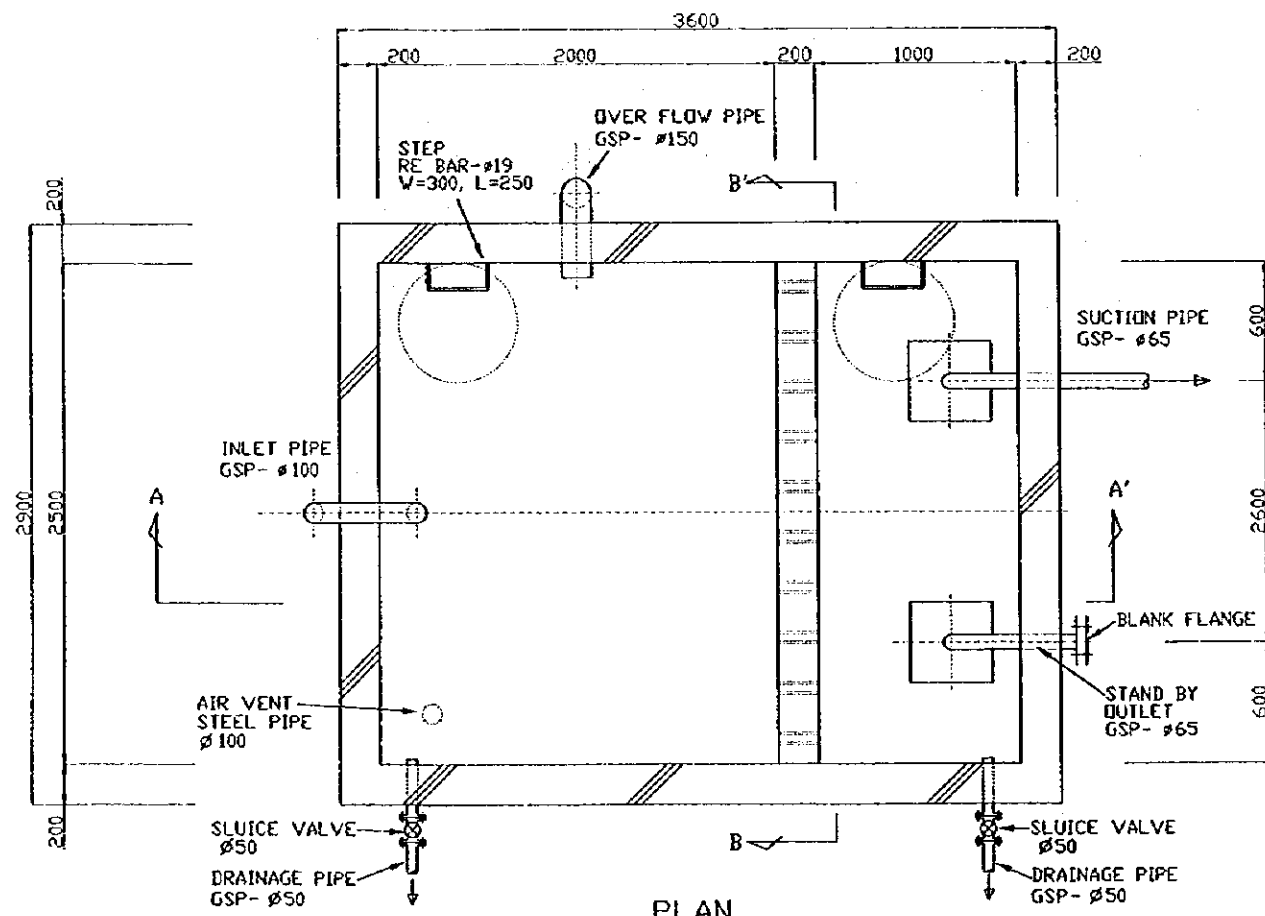 3600
200
2000
200
1000
200
OVER FLOW PIPE
GSP- ø150
STEP
RE BAR-ø19
W=300, L=250
B'
200
SUCTION PIPE
GSP- ø65
600
INLET PIPE
GSP- ø100
A
A'
2900
2500
2600
BLANK FLANGE
AIR VENT
STEEL PIPE
Ø100
STAND BY
OUTLET
GSP- ø65
600
200
SLUICE VALVE
Ø50
B
SLUICE VALVE
Ø50
DRAINAGE PIPE
GSP- Ø50
DRAINAGE PIPE
GSP- Ø50
PLAN